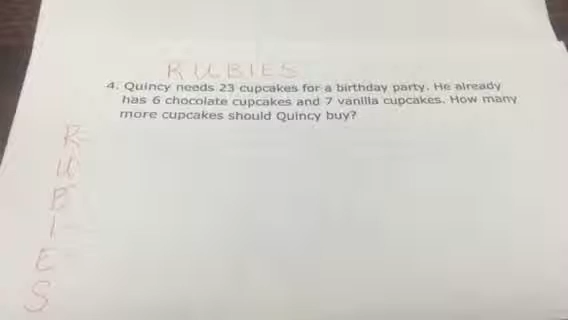 RUBIES
4. Quincy needs 23 cupcakes for a birthday party. He already
has 6 chocolate cupcakes and 7 vanilla cupcakes. How many
more cupcakes should Quincy buy?
R
U
B
I
E
S